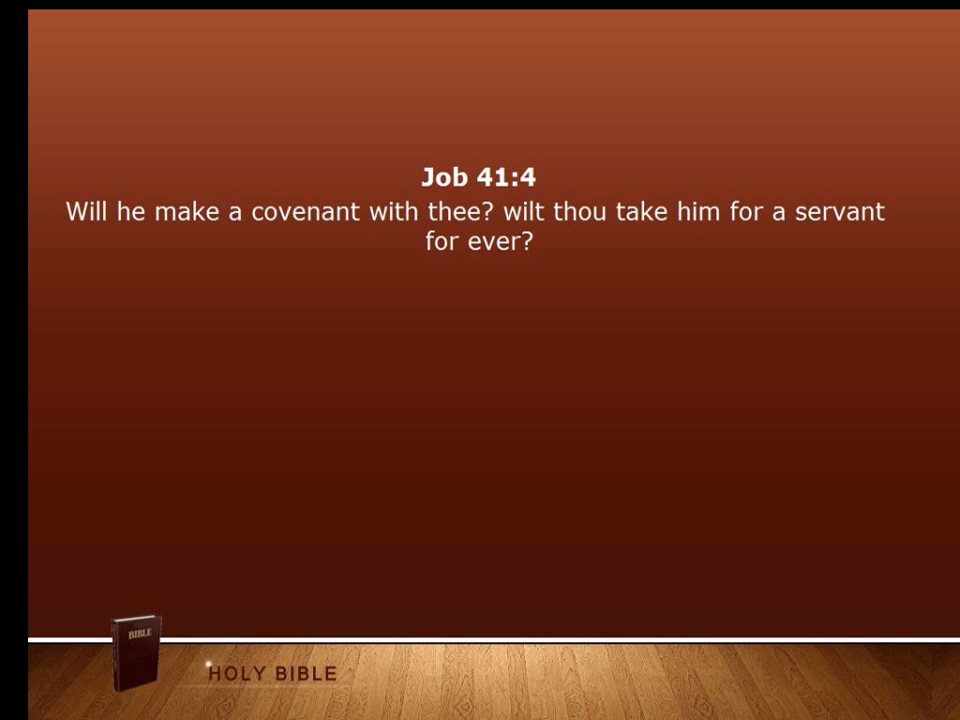 Job 41:4
Will he make a covenant with thee? wilt thou take him for a servant
for ever?
BIBLE
HOLY BIBLE